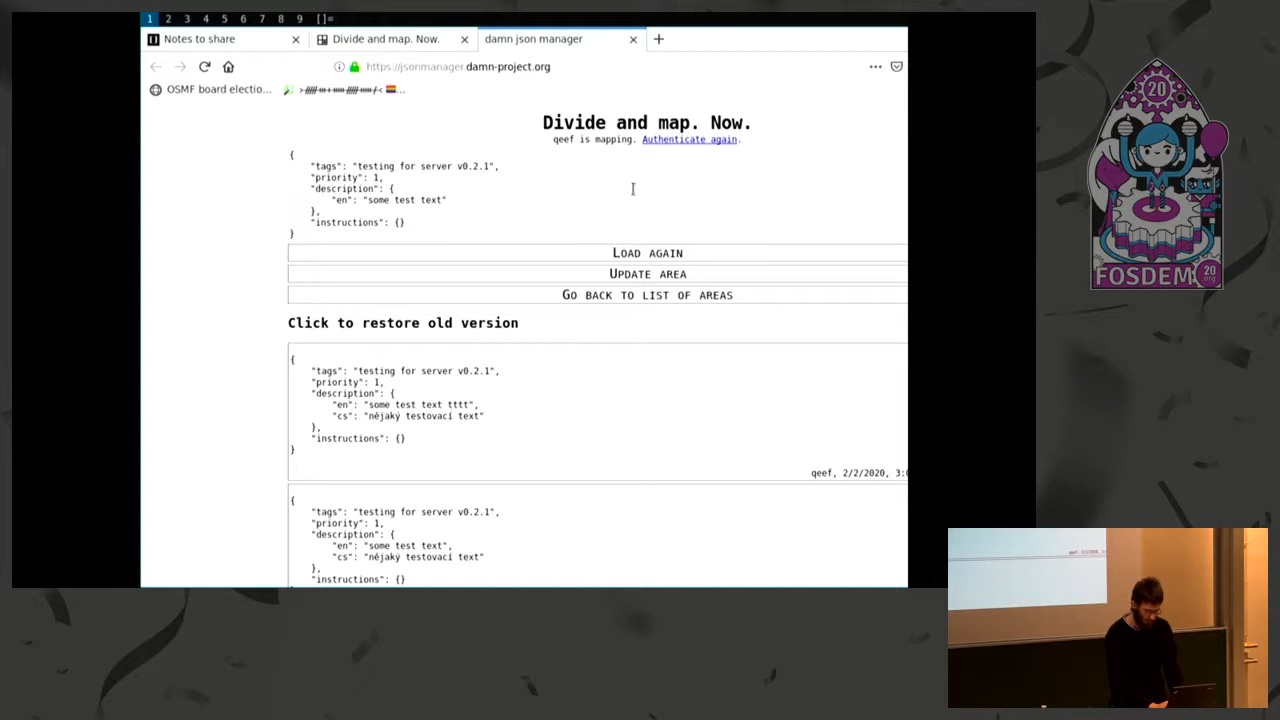 1 2 3 4 5 6 7 8 9 []=
Notes to share
Divide and map. Now.
damn json manager
https://jsonmanager.damn-project.org
OSMF board electio...
Divide and map. Now.
qeef is mapping. Authenticate again.
{
"tags": "testing for server v0.2.1",
"priority": 1,
"description": {
"en": "some test text"
},
"instructions": {}
}
LOAD AGAIN
UPDATE AREA
GO BACK TO LIST OF AREAS
Click to restore old version
{
"tags": "testing for server v0.2.1",
"priority": 1,
"description": {
"en": "some test text tttt",
"cs": "nějaký testovací text"
},
"instructions": {}
}
qeef, 2/2/2020, 3:
{
"tags": "testing for server v0.2.1",
"priority": 1,
"description": {
"en": "some test text",
"cs": "nějaký testovací text"
},
"instructions": {}
20
FOSDEM
20
.org